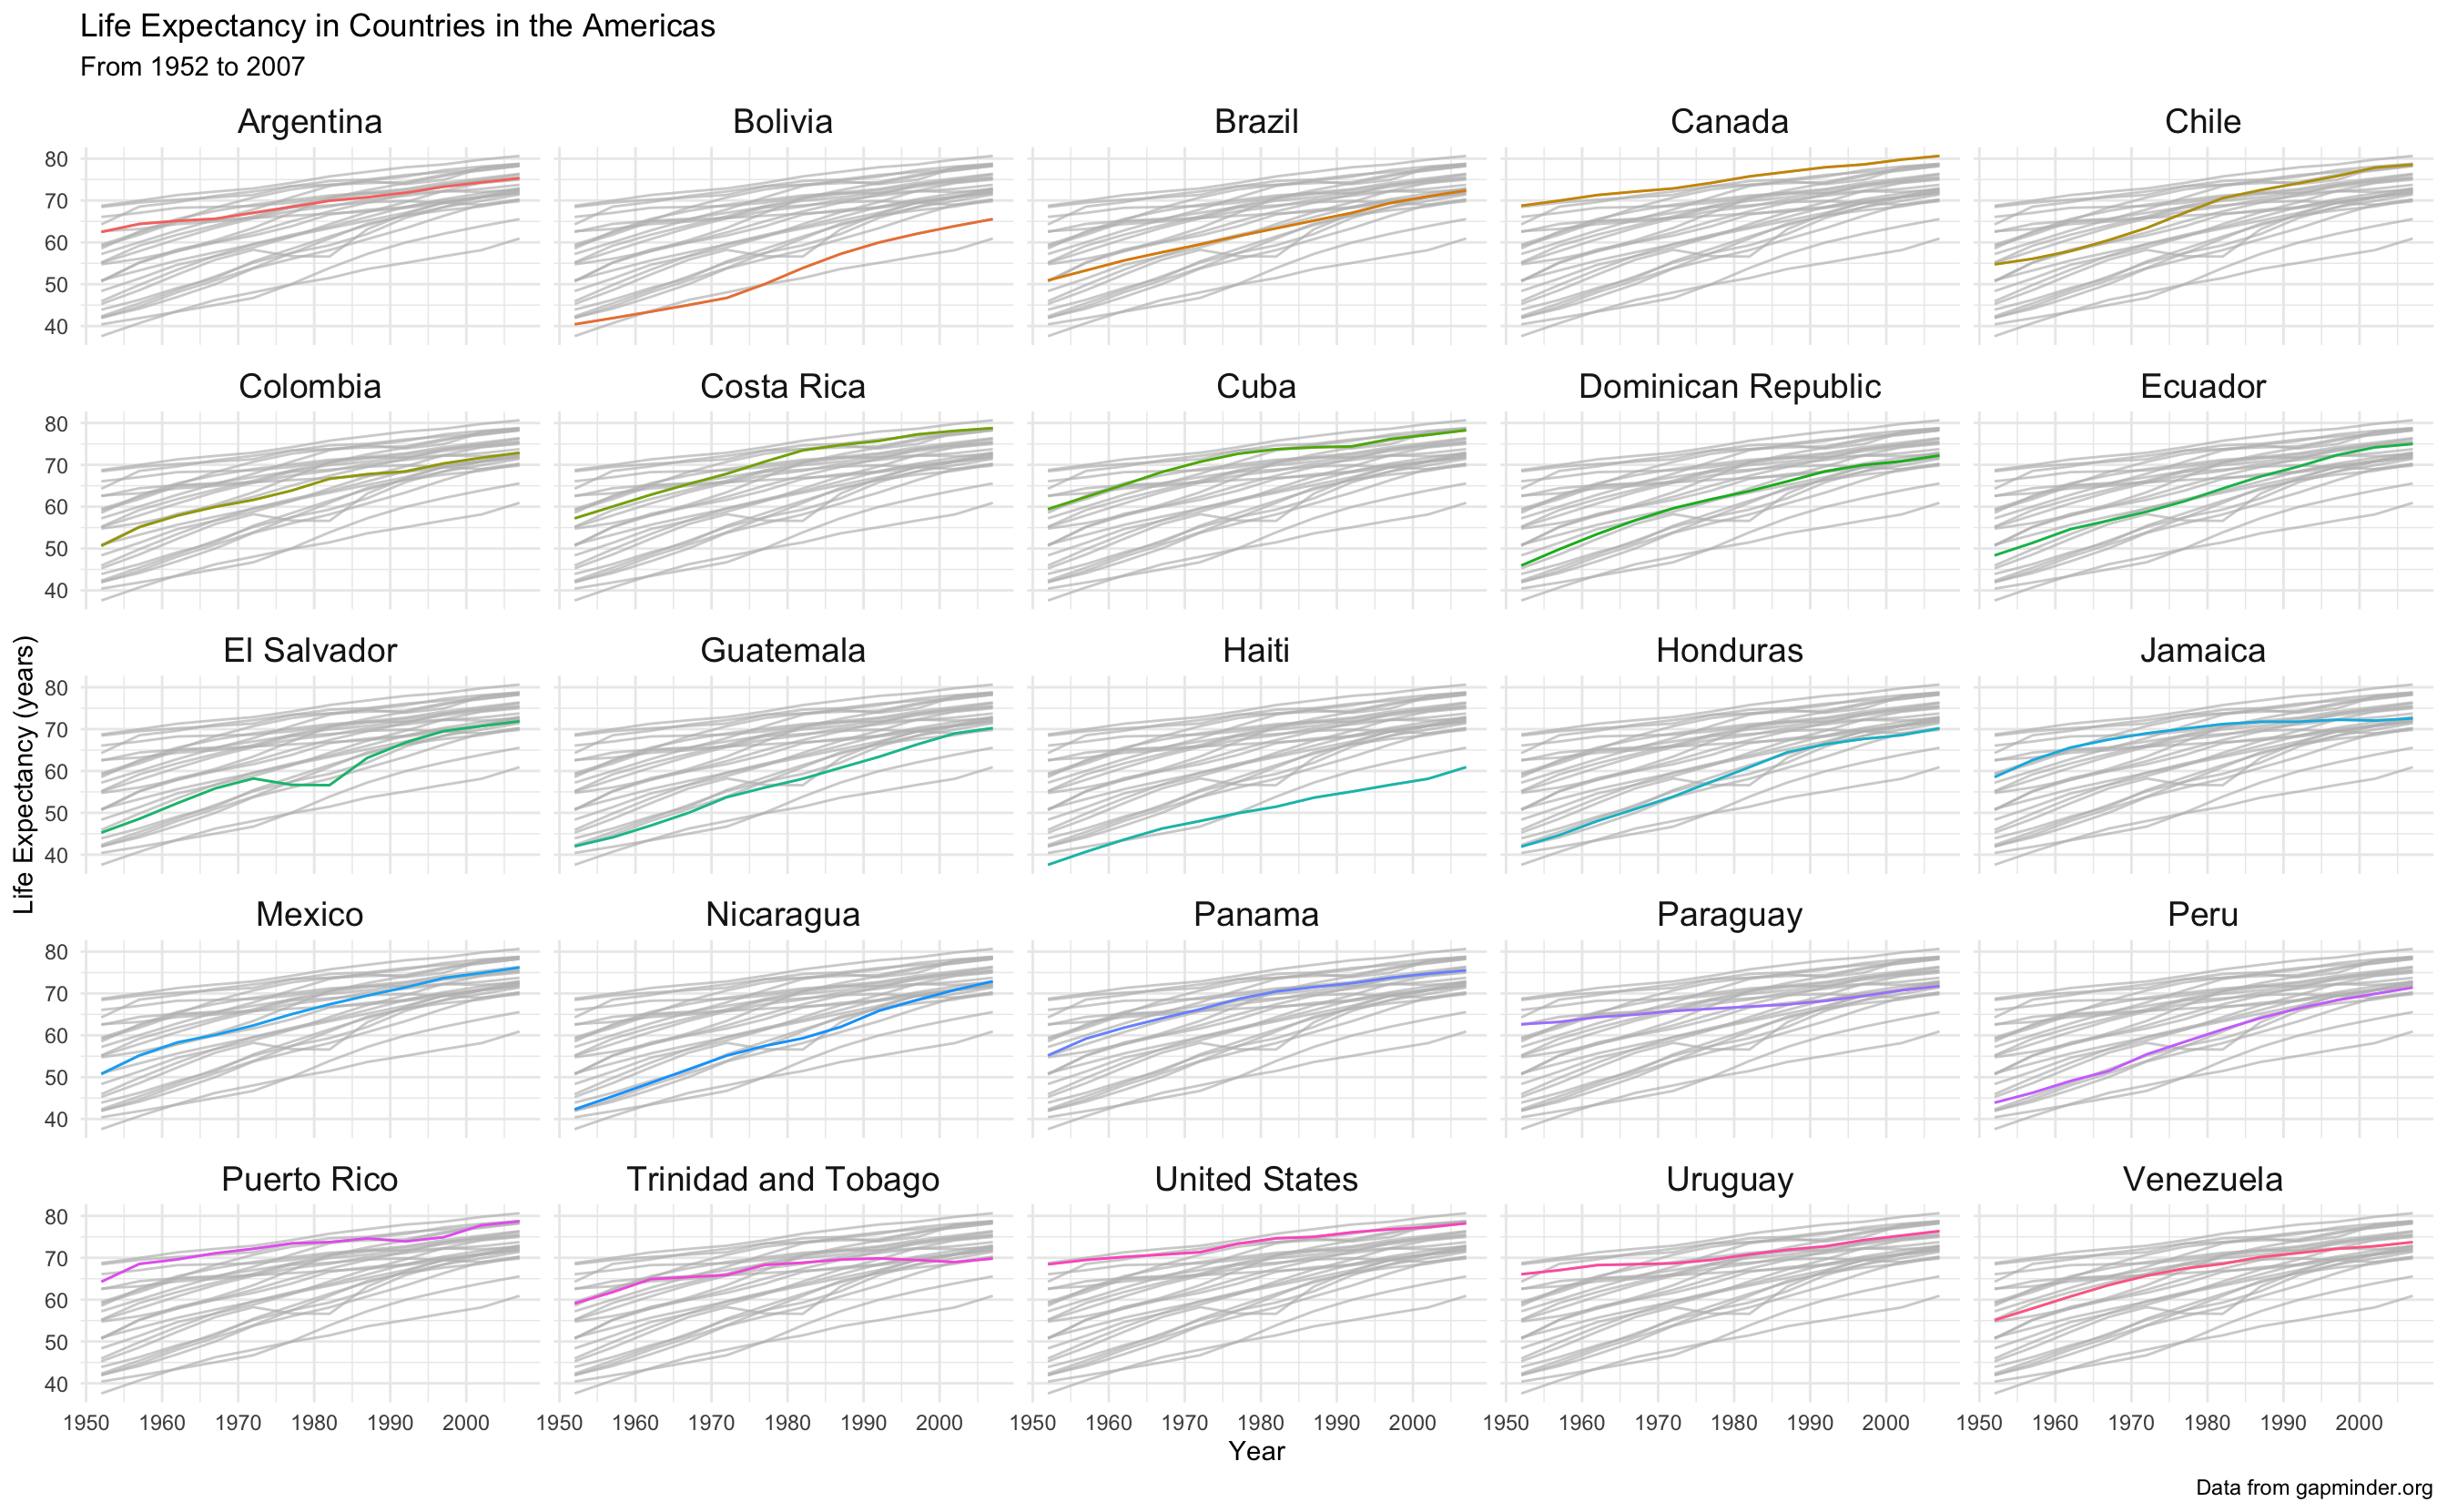 Life Expectancy in Countries in the Americas
From 1952 to 2007
Argentina Bolivia Brazil Canada Chile
80
70
60
50
40
Colombia Costa Rica Cuba Dominican Republic Ecuador
80
70
60
50
40
El Salvador Guatemala Haiti Honduras Jamaica
80
70
60
50
40
Life Expectancy (years)
Mexico Nicaragua Panama Paraguay Peru
80
70
60
50
40
Puerto Rico Trinidad and Tobago United States Uruguay Venezuela
80
70
60
50
40
1950 1960 1970 1980 1990 2000 1950 1960 1970 1980 1990 2000 1950 1960 1970 1980 1990 2000 1950 1960 1970 1980 1990 2000 1950 1960 1970 1980 1990 2000
Year
Data from gapminder.org